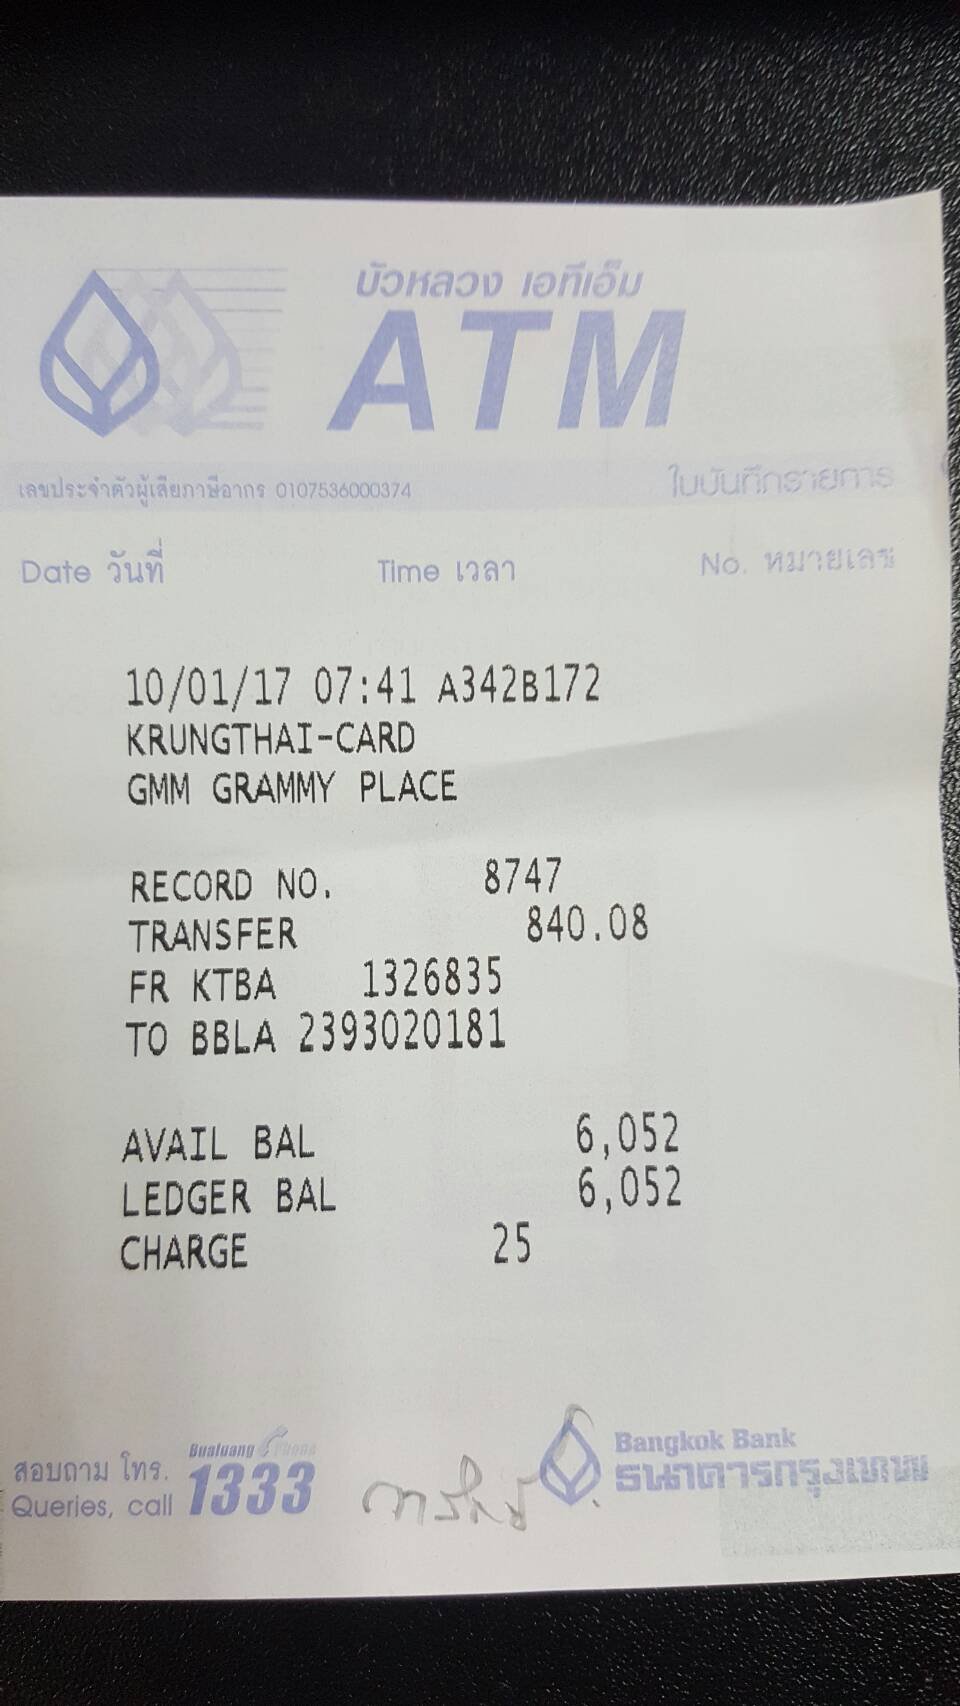 บัวหลวง เอทีเอ็ม
ATM
เลขประจำตัวผู้เสียภาษีอากร 0107536000374 ใบบันทึกรายการ
Date วันที่ Time เวลา No. หมายเลข
10/01/17 07:41 A342B172
KRUNGTHAI-CARD
GMM GRAMMY PLACE
RECORD NO. 8747
TRANSFER 840.08
FR KTBA 1326835
TO BBLA 2393020181
AVAIL BAL 6,052
LEDGER BAL 6,052
CHARGE 25
สอบถาม โทร. Bualuang Phone
Queries, call 1333
Bangkok Bank
ธนาคารกรุงเทพ